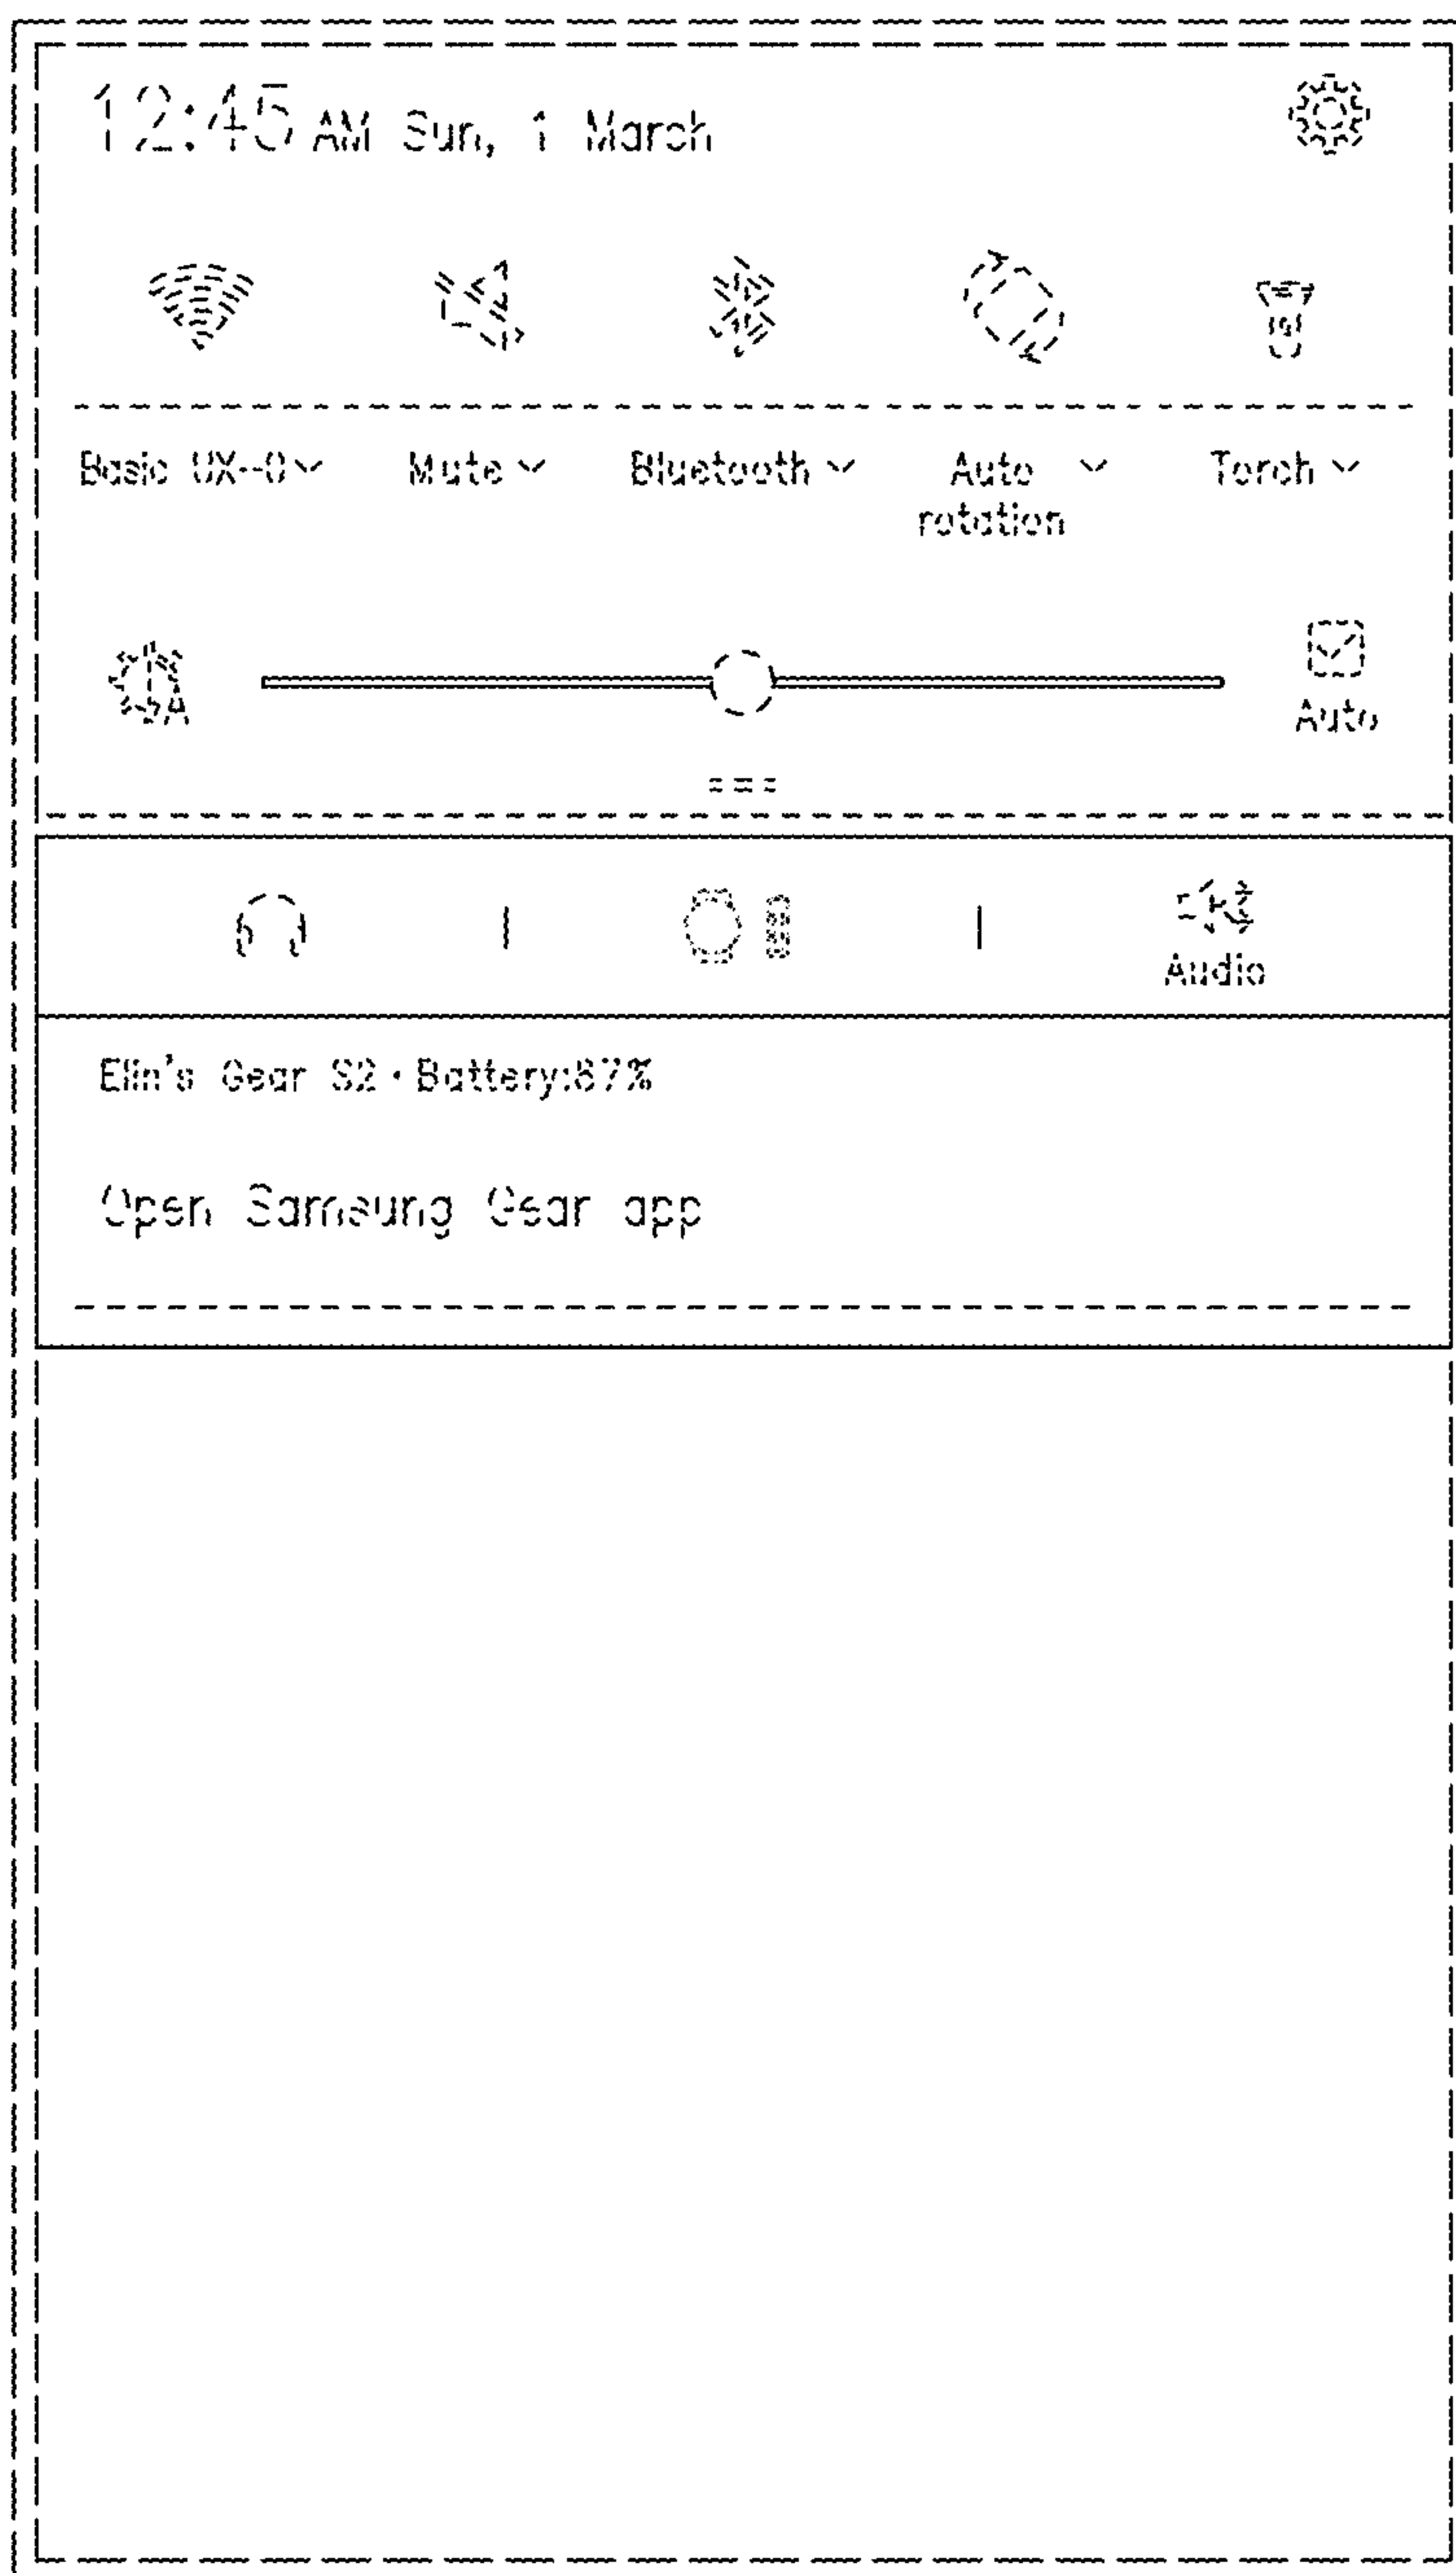 12:45 AM Sun, 1 March
Basic UX--0 Mute Bluetooth Auto rotation Torch
A
Auto
Audio
Elin's Gear S2 · Battery:87%
Open Samsung Gear app